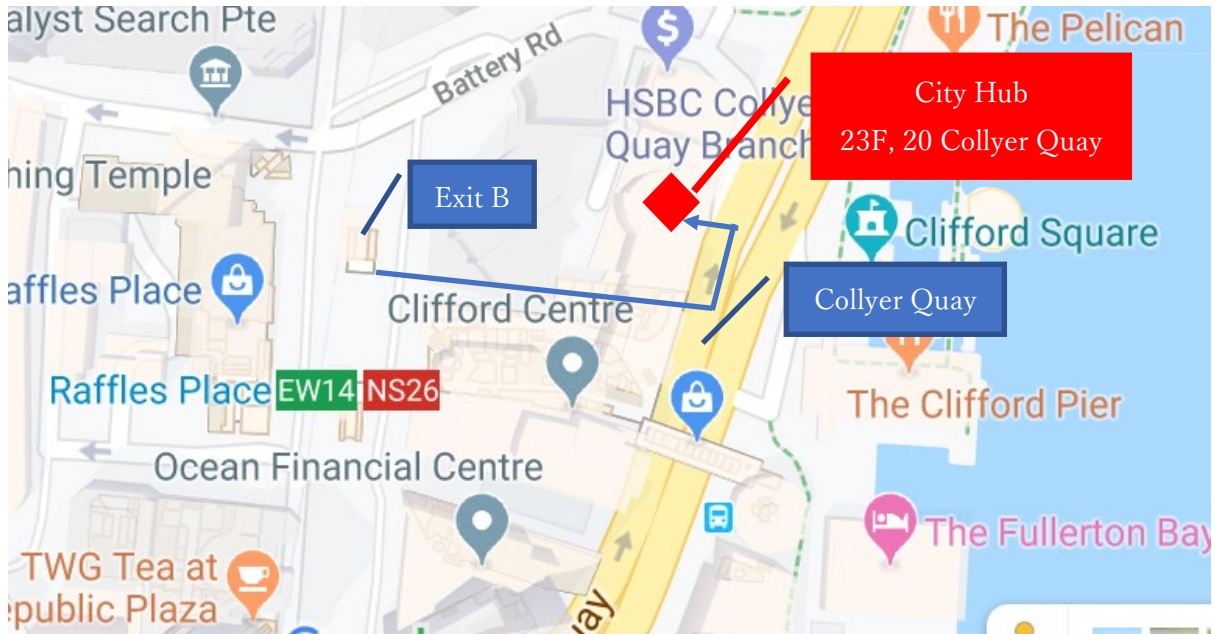 alyst Search Pte
Battery Rd
The Pelican
HSBC Collye
Quay Branch
City Hub
23F, 20 Collyer Quay
hing Temple
Exit B
Clifford Square
affles Place
Clifford Centre
Collyer Quay
Raffles Place EW14 NS26
The Clifford Pier
Ocean Financial Centre
The Fullerton Bay
TWG Tea at
epublic Plaza
uay